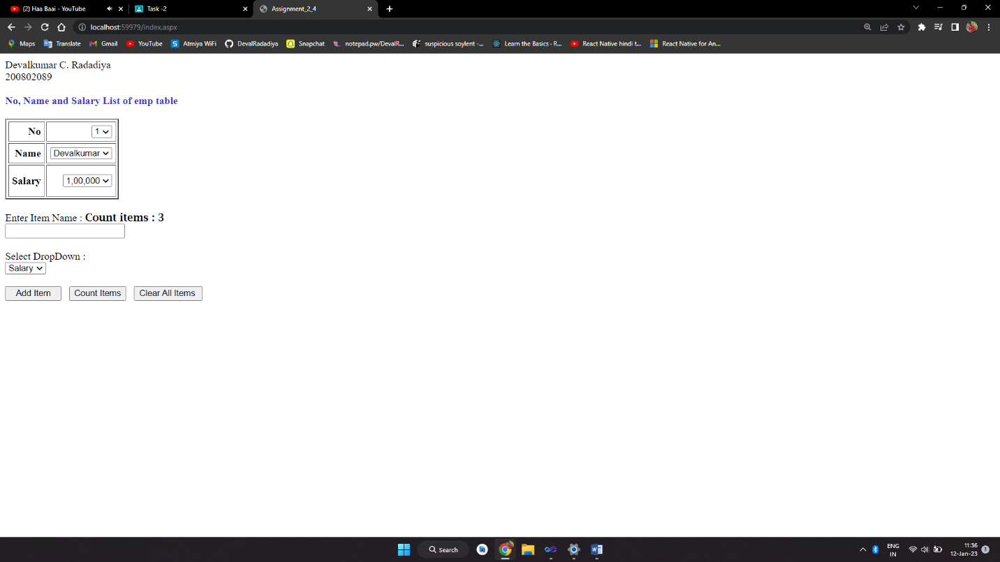 (2) Haa Baai - YouTube
Task -2
Assignment_2_4
localhost:59979/index.aspx
Maps Translate Gmail YouTube Atmiya WiFi DevalRadadiya Snapchat notepad.pw/DevalR... suspicious soylent -... Learn the Basics · R... React Native hindi t... React Native for An...
Devalkumar C. Radadiya
200802089
No, Name and Salary List of emp table
No 1
Name Devalkumar
Salary 1,00,000
Enter Item Name : Count items : 3
Select DropDown :
Salary
Add Item Count Items Clear All Items
Search
ENG
IN
11:36
12-Jan-23
3